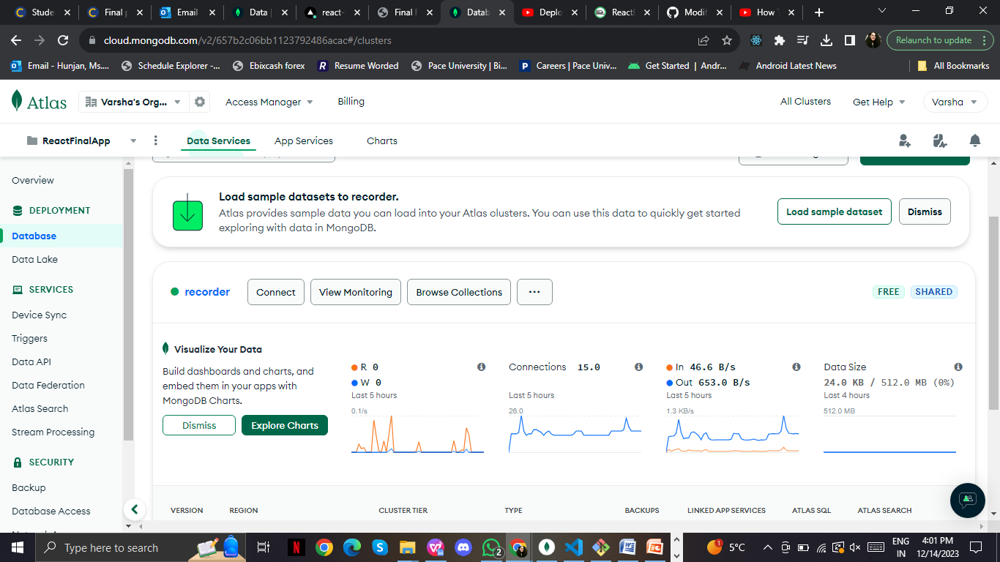 Stude
Final p
Email
Data |
react-
Final F
Datab
Deplo
ReactI
Modif
How T
cloud.mongodb.com/v2/657b2c06bb1123792486acac#/clusters
Relaunch to update
Email - Hunjan, Ms....
Schedule Explorer -...
Ebixcash forex
Resume Worded
Pace University | Bi...
Careers | Pace Univ...
Get Started | Andr...
Android Latest News
All Bookmarks
Atlas
Varsha's Org...
Access Manager
Billing
All Clusters
Get Help
Varsha
ReactFinalApp
Data Services
App Services
Charts
Overview
DEPLOYMENT
Database
Data Lake
SERVICES
Device Sync
Triggers
Data API
Data Federation
Atlas Search
Stream Processing
SECURITY
Backup
Database Access
Load sample datasets to recorder.
Atlas provides sample data you can load into your Atlas clusters. You can use this data to quickly get started
exploring with data in MongoDB.
Load sample dataset
Dismiss
recorder
Connect
View Monitoring
Browse Collections
...
FREE
SHARED
Visualize Your Data
Build dashboards and charts, and
embed them in your apps with
MongoDB Charts.
Dismiss
Explore Charts
R 0
W 0
Last 5 hours
0.1/s
Connections 15.0
Last 5 hours
26.0
In 46.6 B/s
Out 653.0 B/s
Last 5 hours
1.3 KB/s
Data Size
24.0 KB / 512.0 MB (0%)
Last 4 hours
512.0 MB
VERSION
REGION
CLUSTER TIER
TYPE
BACKUPS
LINKED APP SERVICES
ATLAS SQL
ATLAS SEARCH
Type here to search
2
1
5°C
ENG
IN
4:01 PM
12/14/2023